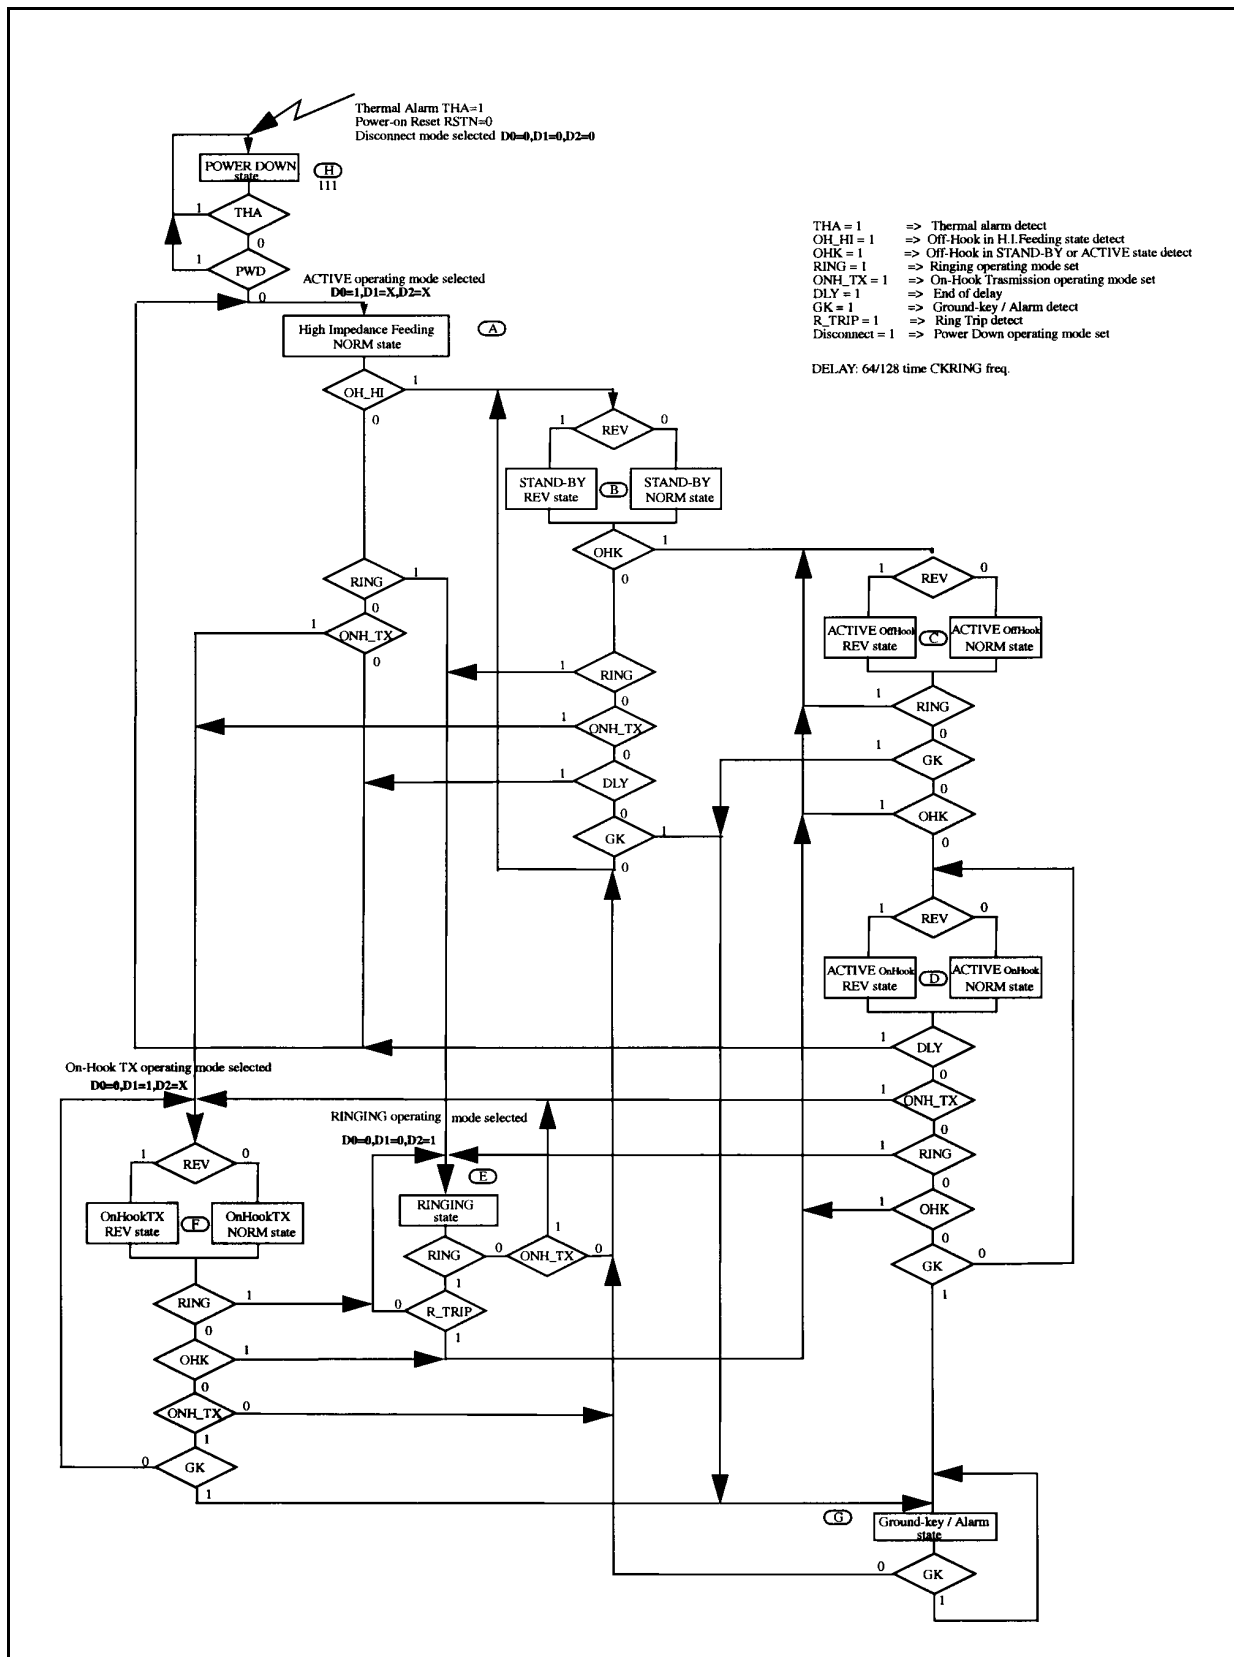 Thermal Alarm THA=1
Power-on Reset RSTN=0
Disconnect mode selected D0=0,D1=0,D2=0
POWER DOWN
state
H
111
1
THA
0
1
PWD
0
ACTIVE operating mode selected
D0=1,D1=X,D2=X
High Impedance Feeding
NORM state
A
THA = 1 => Thermal alarm detect
OH_HI = 1 => Off-Hook in H.I.Feeding state detect
OHK = 1 => Off-Hook in STAND-BY or ACTIVE state detect
RING = 1 => Ringing operating mode set
ONH_TX = 1 => On-Hook Trasmission operating mode set
DLY = 1 => End of delay
GK = 1 => Ground-key / Alarm detect
R_TRIP = 1 => Ring Trip detect
Disconnect = 1 => Power Down operating mode set
DELAY: 64/128 time CKRING freq.
OH_HI
1
0
1
REV
0
STAND-BY
REV state
B
STAND-BY
NORM state
OHK
1
0
RING
1
0
1
ONH_TX
0
1
RING
0
1
ONH_TX
0
1
DLY
0
GK
1
0
1
REV
0
ACTIVE OffHook
REV state
C
ACTIVE OffHook
NORM state
1
RING
0
1
GK
0
1
OHK
0
1
REV
0
ACTIVE OnHook
REV state
D
ACTIVE OnHook
NORM state
1
DLY
0
1
ONH_TX
0
1
RING
0
1
OHK
0
GK
0
1
On-Hook TX operating mode selected
D0=0,D1=1,D2=X
1
REV
0
OnHookTX
REV state
F
OnHookTX
NORM state
RING
1
0
OHK
1
0
ONH_TX
0
1
0
GK
1
RINGING operating mode selected
D0=0,D1=0,D2=1
E
RINGING
state
RING
0
1
ONH_TX
0
1
0
R_TRIP
1
G
Ground-key / Alarm
state
0
GK
1